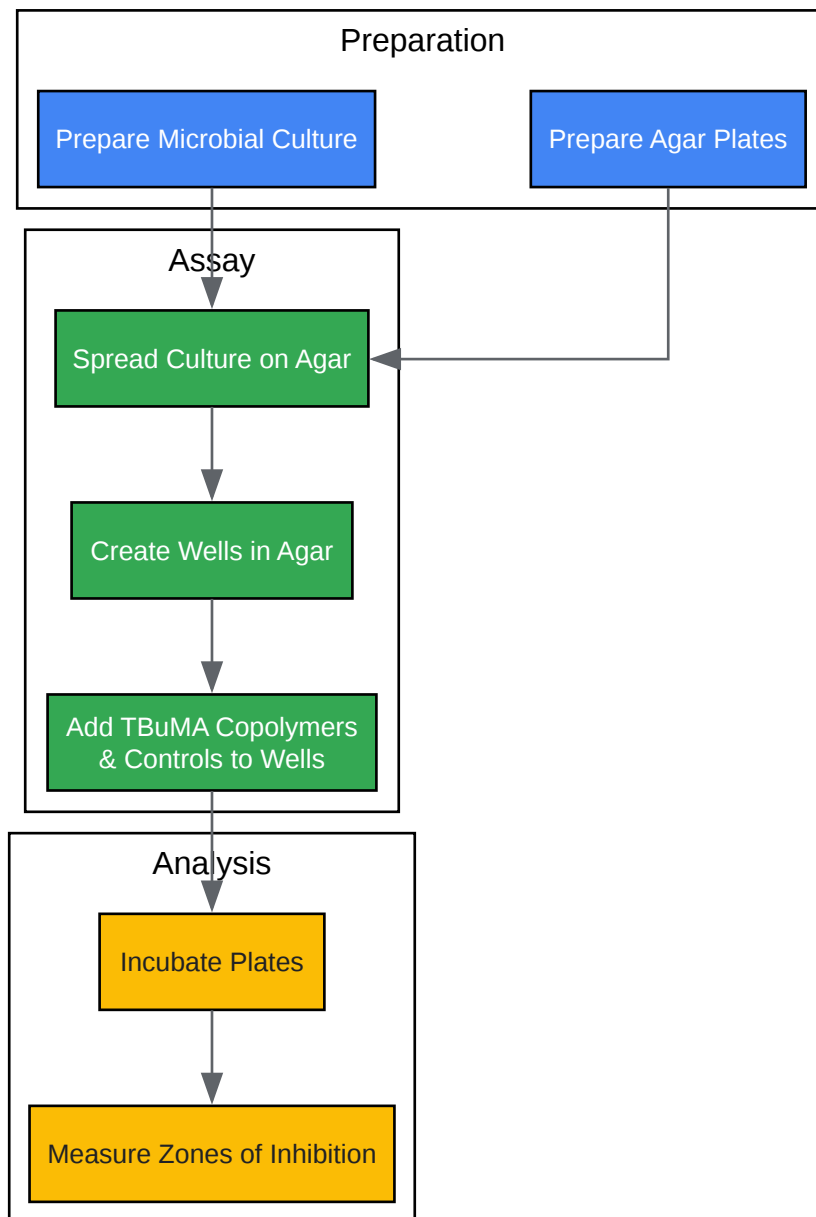 Preparation
Prepare Microbial Culture
Prepare Agar Plates
Assay
Spread Culture on Agar
Create Wells in Agar
Add TBuMA Copolymers
& Controls to Wells
Analysis
Incubate Plates
Measure Zones of Inhibition